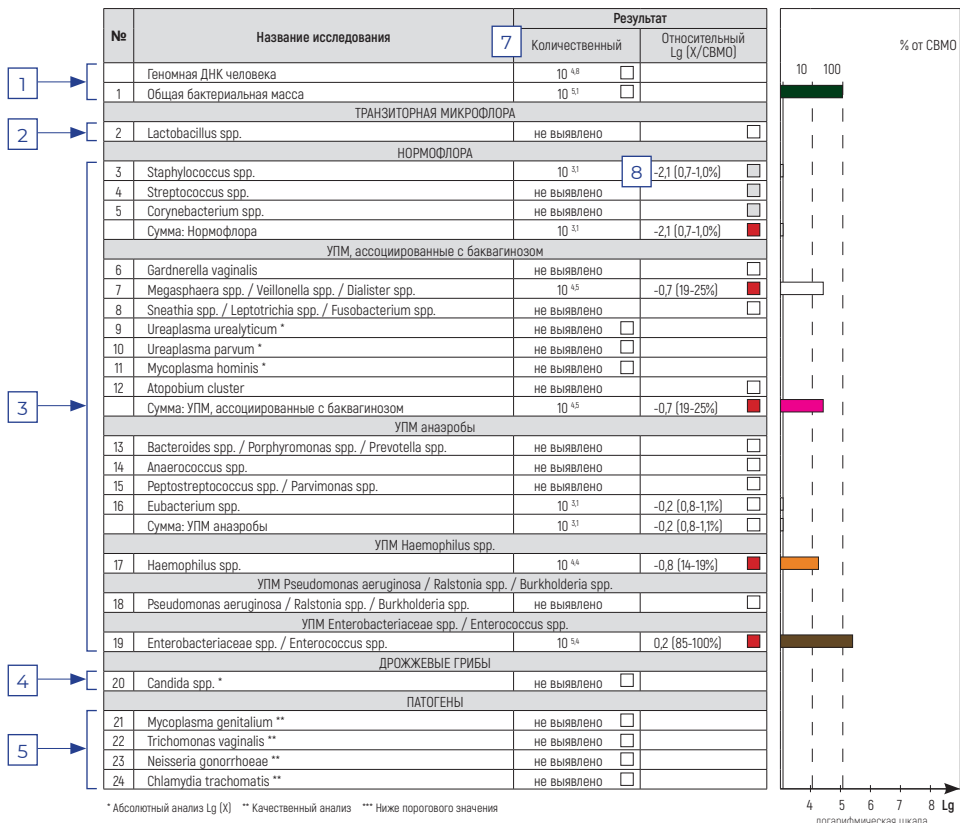 № Название исследования Результат
7 Количественный Относительный Lg (X/СВМО) % от СВМО
10 100
1
Геномная ДНК человека 10 4,8
1 Общая бактериальная масса 10 5,1
ТРАНЗИТОРНАЯ МИКРОФЛОРА
2
2 Lactobacillus spp. не выявлено
НОРМОФЛОРА
3 Staphylococcus spp. 10 3,1 8 -2,1 (0,7-1,0%)
4 Streptococcus spp. не выявлено
5 Corynebacterium spp. не выявлено
Сумма: Нормофлора 10 3,1 -2,1 (0,7-1,0%)
УПМ, ассоциированные с баквагинозом
6 Gardnerella vaginalis не выявлено
7 Megasphaera spp. / Veillonella spp. / Dialister spp. 10 4,5 -0,7 (19-25%)
8 Sneathia spp. / Leptotrichia spp. / Fusobacterium spp. не выявлено
9 Ureaplasma urealyticum * не выявлено
10 Ureaplasma parvum * не выявлено
11 Mycoplasma hominis * не выявлено
12 Atopobium cluster не выявлено
3
Сумма: УПМ, ассоциированные с баквагинозом 10 4,5 -0,7 (19-25%)
УПМ анаэробы
13 Bacteroides spp. / Porphyromonas spp. / Prevotella spp. не выявлено
14 Anaerococcus spp. не выявлено
15 Peptostreptococcus spp. / Parvimonas spp. не выявлено
16 Eubacterium spp. 10 3,1 -0,2 (0,8-1,1%)
Сумма: УПМ анаэробы 10 3,1 -0,2 (0,8-1,1%)
УПМ Haemophilus spp.
17 Haemophilus spp. 10 4,4 -0,8 (14-19%)
УПМ Pseudomonas aeruginosa / Ralstonia spp. / Burkholderia spp.
18 Pseudomonas aeruginosa / Ralstonia spp. / Burkholderia spp. не выявлено
УПМ Enterobacteriaceae spp. / Enterococcus spp.
19 Enterobacteriaceae spp. / Enterococcus spp. 10 5,4 0,2 (85-100%)
ДРОЖЖЕВЫЕ ГРИБЫ
4
20 Candida spp. * не выявлено
ПАТОГЕНЫ
21 Mycoplasma genitalium ** не выявлено
22 Trichomonas vaginalis ** не выявлено
5
23 Neisseria gonorrhoeae ** не выявлено
24 Chlamydia trachomatis ** не выявлено
* Абсолютный анализ Lg (X) ** Качественный анализ *** Ниже порогового значения
4 5 6 7 8 Lg
логарифмическая шкала